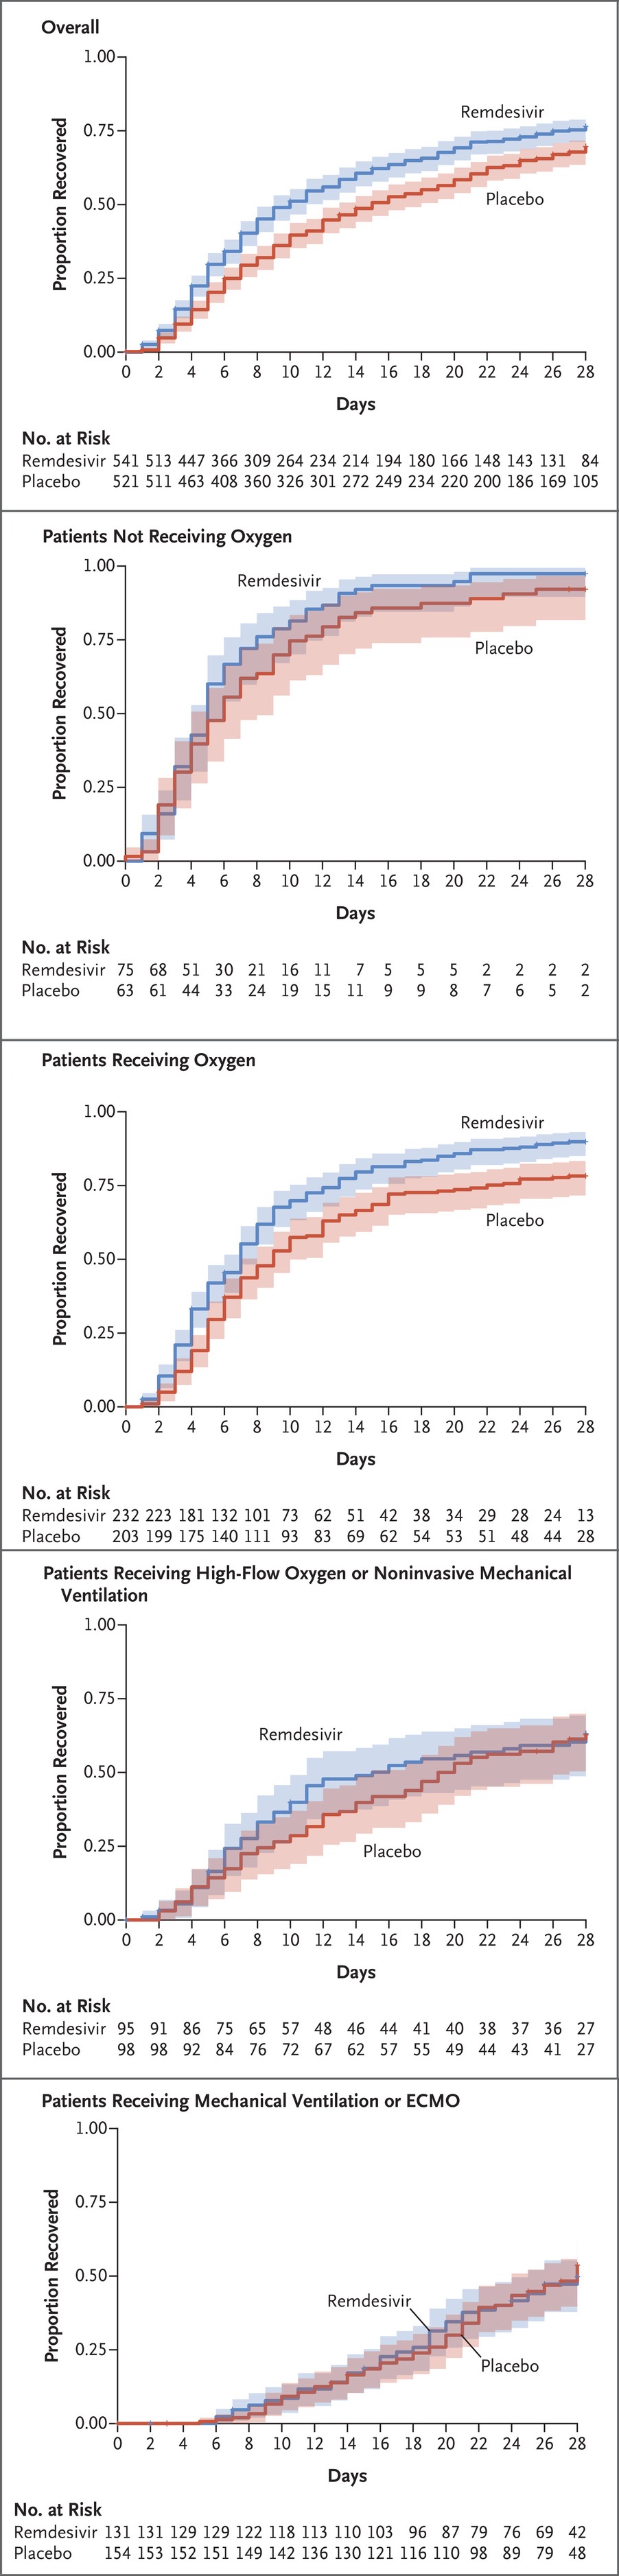 Overall
1.00
0.75
0.50
0.25
0.00
Proportion Recovered
Remdesivir
Placebo
0 2 4 6 8 10 12 14 16 18 20 22 24 26 28
Days
No. at Risk
Remdesivir 541 513 447 366 309 264 234 214 194 180 166 148 143 131 84
Placebo 521 511 463 408 360 326 301 272 249 234 220 200 186 169 105
Patients Not Receiving Oxygen
1.00
0.75
0.50
0.25
0.00
Proportion Recovered
Remdesivir
Placebo
0 2 4 6 8 10 12 14 16 18 20 22 24 26 28
Days
No. at Risk
Remdesivir 75 68 51 30 21 16 11 7 5 5 5 2 2 2 2
Placebo 63 61 44 33 24 19 15 11 9 9 8 7 6 5 2
Patients Receiving Oxygen
1.00
0.75
0.50
0.25
0.00
Proportion Recovered
Remdesivir
Placebo
0 2 4 6 8 10 12 14 16 18 20 22 24 26 28
Days
No. at Risk
Remdesivir 232 223 181 132 101 73 62 51 42 38 34 29 28 24 13
Placebo 203 199 175 140 111 93 83 69 62 54 53 51 48 44 28
Patients Receiving High-Flow Oxygen or Noninvasive Mechanical
Ventilation
1.00
0.75
0.50
0.25
0.00
Proportion Recovered
Remdesivir
Placebo
0 2 4 6 8 10 12 14 16 18 20 22 24 26 28
Days
No. at Risk
Remdesivir 95 91 86 75 65 57 48 46 44 41 40 38 37 36 27
Placebo 98 98 92 84 76 72 67 62 57 55 49 44 43 41 27
Patients Receiving Mechanical Ventilation or ECMO
1.00
0.75
0.50
0.25
0.00
Proportion Recovered
Remdesivir
Placebo
0 2 4 6 8 10 12 14 16 18 20 22 24 26 28
Days
No. at Risk
Remdesivir 131 131 129 129 122 118 113 110 103 96 87 79 76 69 42
Placebo 154 153 152 151 149 142 136 130 121 116 110 98 89 79 48